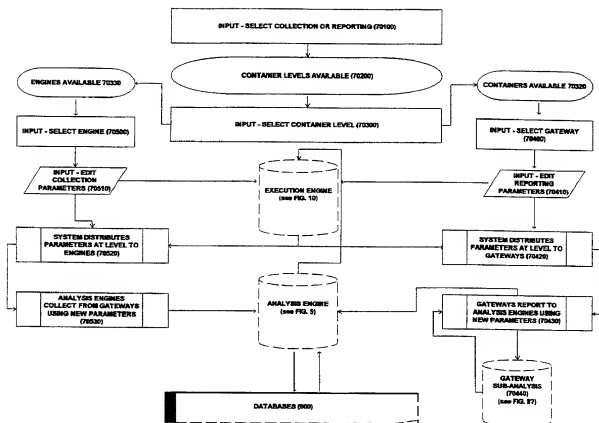 INPUT - SELECT COLLECTION OR REPORTING (70100)
ENGINES AVAILABLE 70330
CONTAINER LEVELS AVAILABLE (70200)
CONTAINERS AVAILABLE 70320
INPUT - SELECT CONTAINER LEVEL (70300)
INPUT - SELECT ENGINE (70500)
INPUT - SELECT GATEWAY
(70400)
INPUT - EDIT
COLLECTION
PARAMETERS (70510)
EXECUTION ENGINE
(see FIG. 10)
INPUT - EDIT
REPORTING
PARAMETERS (70410)
SYSTEM DISTRIBUTES
PARAMETERS AT LEVEL TO
ENGINES (70520)
SYSTEM DISTRIBUTES
PARAMETERS AT LEVEL TO
GATEWAYS (70420)
ANALYSIS ENGINES
COLLECT FROM GATEWAYS
USING NEW PARAMETERS
(70530)
ANALYSIS ENGINE
(see FIG. 9)
GATEWAYS REPORT TO
ANALYSIS ENGINES USING
NEW PARAMETERS (70430)
GATEWAY
SUB-ANALYSIS
(70440)
(see FIG. 8?)
DATABASES (900)